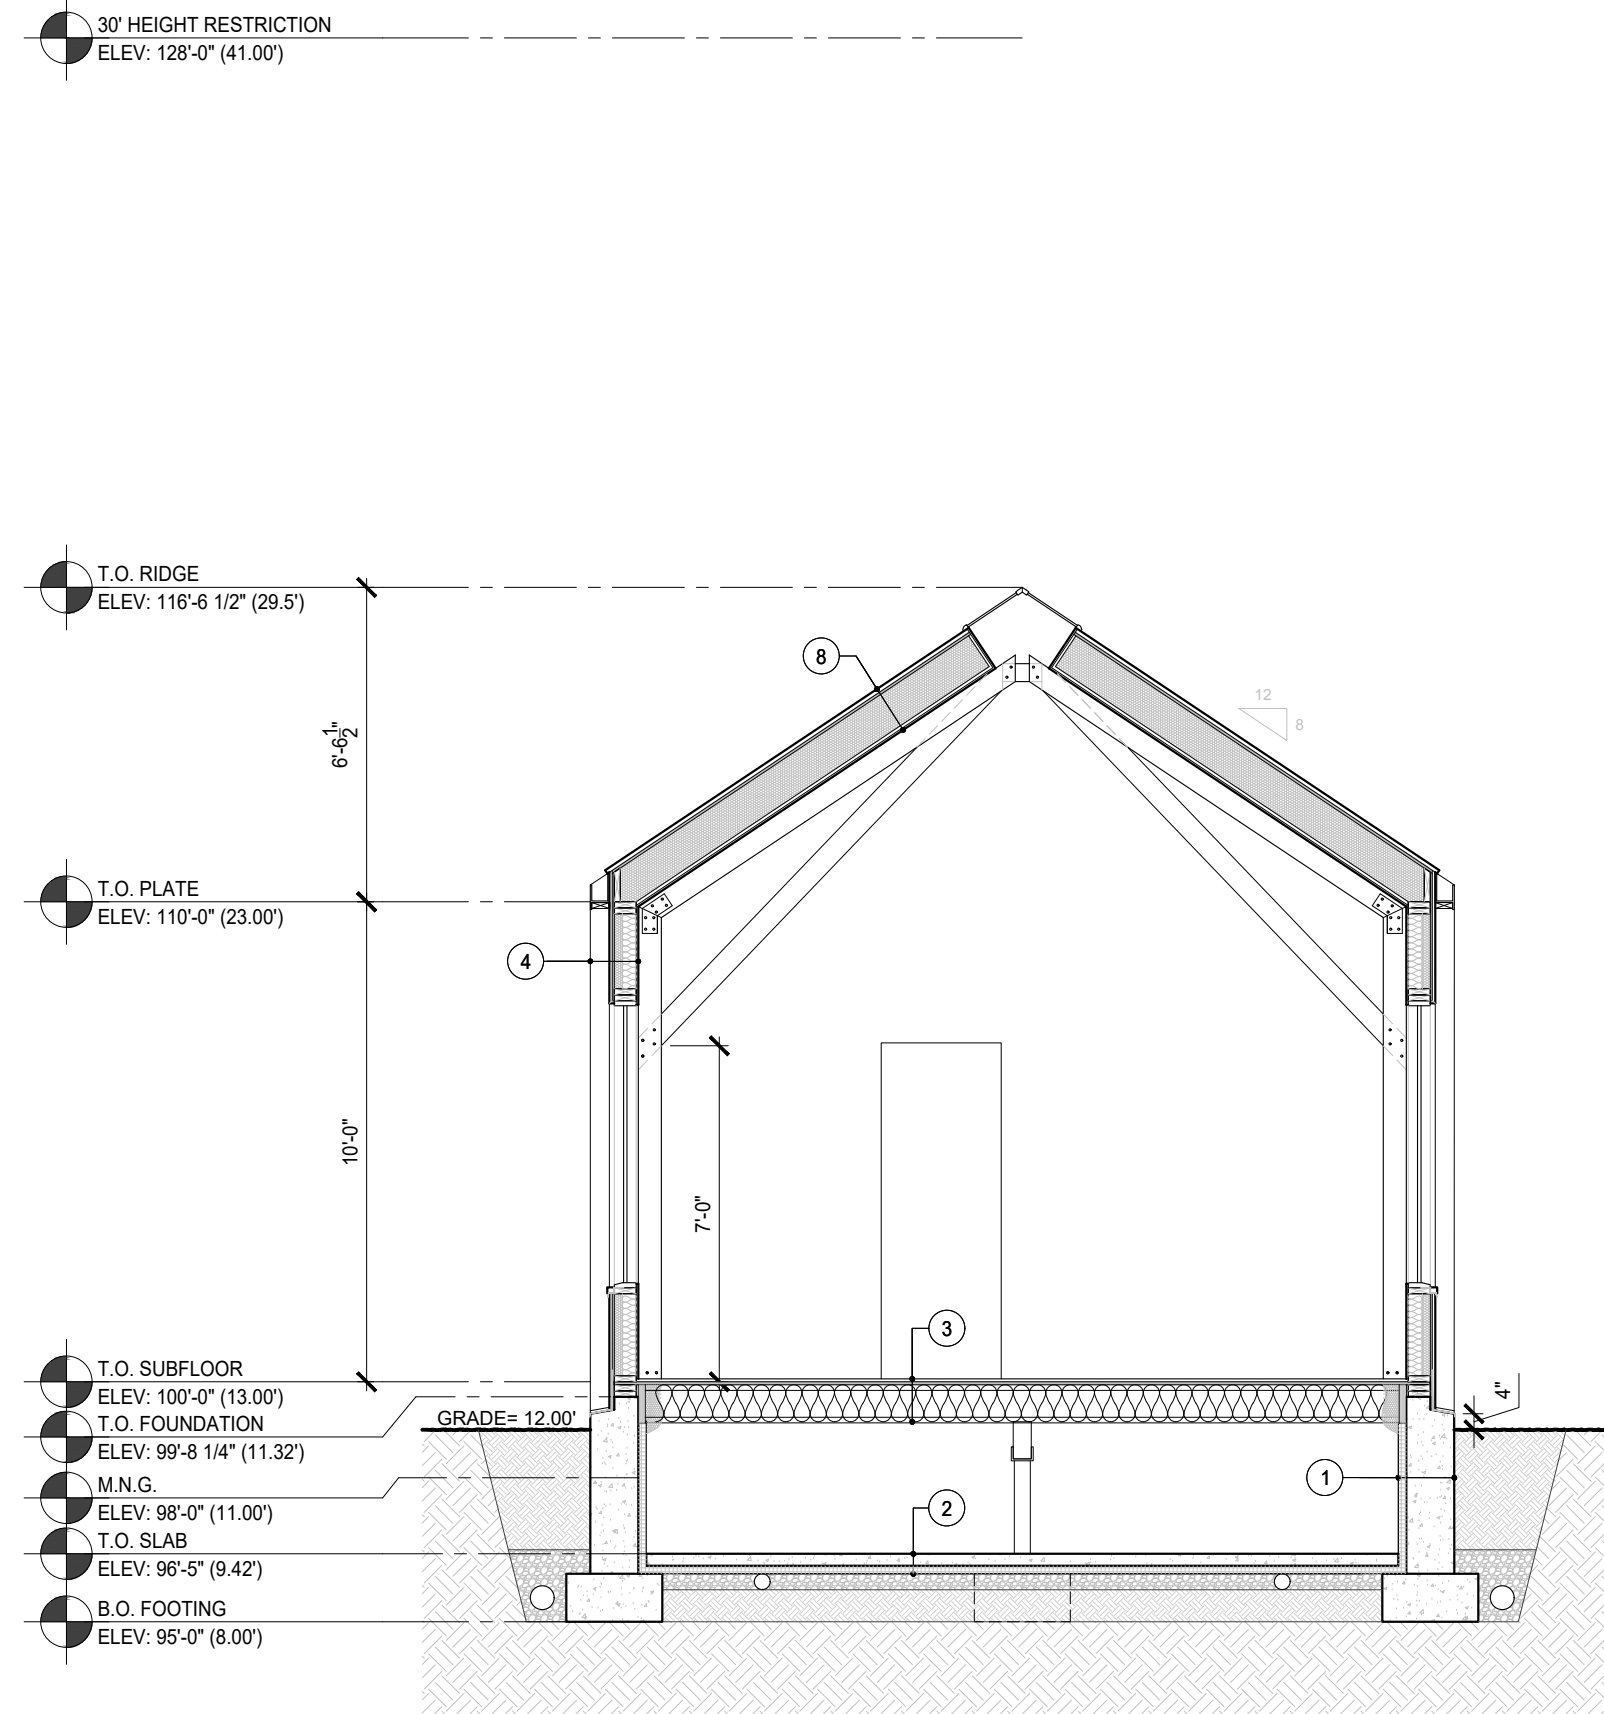 30' HEIGHT RESTRICTION
ELEV: 128'-0" (41.00')
T.O. RIDGE
ELEV: 116'-6 1/2" (29.5')
8
12
8
6'-6 1/2"
T.O. PLATE
ELEV: 110'-0" (23.00')
4
10'-0"
7'-0"
3
T.O. SUBFLOOR
ELEV: 100'-0" (13.00')
4"
GRADE= 12.00'
T.O. FOUNDATION
ELEV: 99'-8 1/4" (11.32')
1
M.N.G.
ELEV: 98'-0" (11.00')
2
T.O. SLAB
ELEV: 96'-5" (9.42')
B.O. FOOTING
ELEV: 95'-0" (8.00')